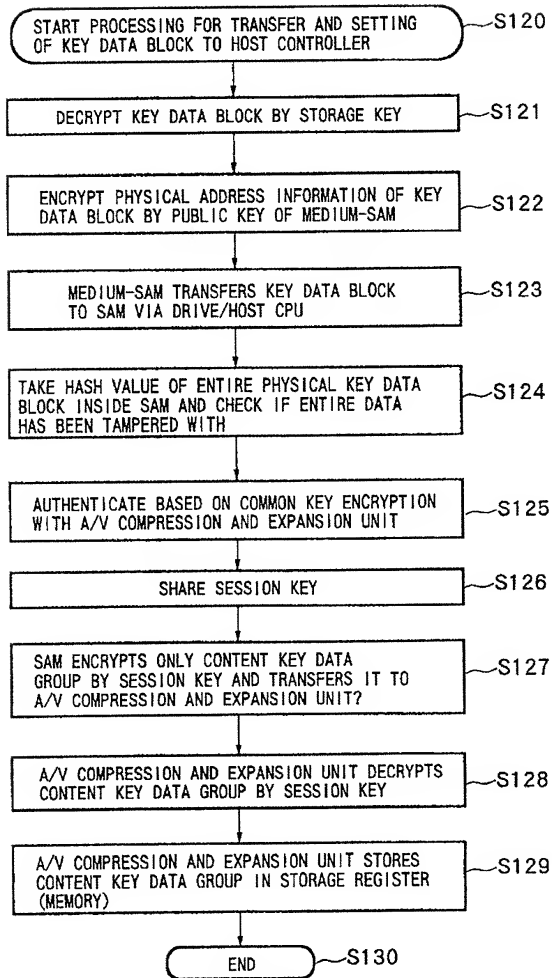 START PROCESSING FOR TRANSFER AND SETTING
OF KEY DATA BLOCK TO HOST CONTROLLER
S120
DECRYPT KEY DATA BLOCK BY STORAGE KEY
S121
ENCRYPT PHYSICAL ADDRESS INFORMATION OF KEY
DATA BLOCK BY PUBLIC KEY OF MEDIUM-SAM
S122
MEDIUM-SAM TRANSFERS KEY DATA BLOCK
TO SAM VIA DRIVE/HOST CPU
S123
TAKE HASH VALUE OF ENTIRE PHYSICAL KEY DATA
BLOCK INSIDE SAM AND CHECK IF ENTIRE DATA
HAS BEEN TAMPERED WITH
S124
AUTHENTICATE BASED ON COMMON KEY ENCRYPTION
WITH A/V COMPRESSION AND EXPANSION UNIT
S125
SHARE SESSION KEY
S126
SAM ENCRYPTS ONLY CONTENT KEY DATA
GROUP BY SESSION KEY AND TRANSFERS IT TO
A/V COMPRESSION AND EXPANSION UNIT?
S127
A/V COMPRESSION AND EXPANSION UNIT DECRYPTS
CONTENT KEY DATA GROUP BY SESSION KEY
S128
A/V COMPRESSION AND EXPANSION UNIT STORES
CONTENT KEY DATA GROUP IN STORAGE REGISTER
(MEMORY)
S129
END
S130